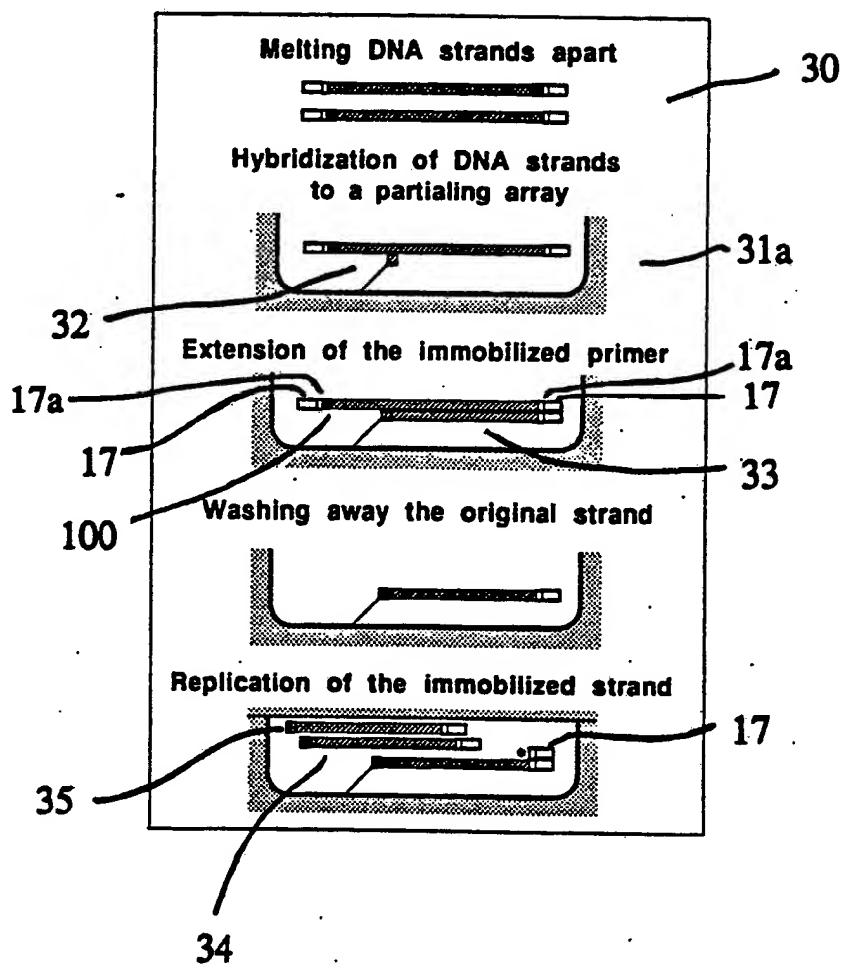 Melting DNA strands apart
30
Hybridization of DNA strands
to a partialing array
31a
32
Extension of the immobilized primer
17a
17a
17
17
33
100
Washing away the original strand
Replication of the immobilized strand
17
35
34